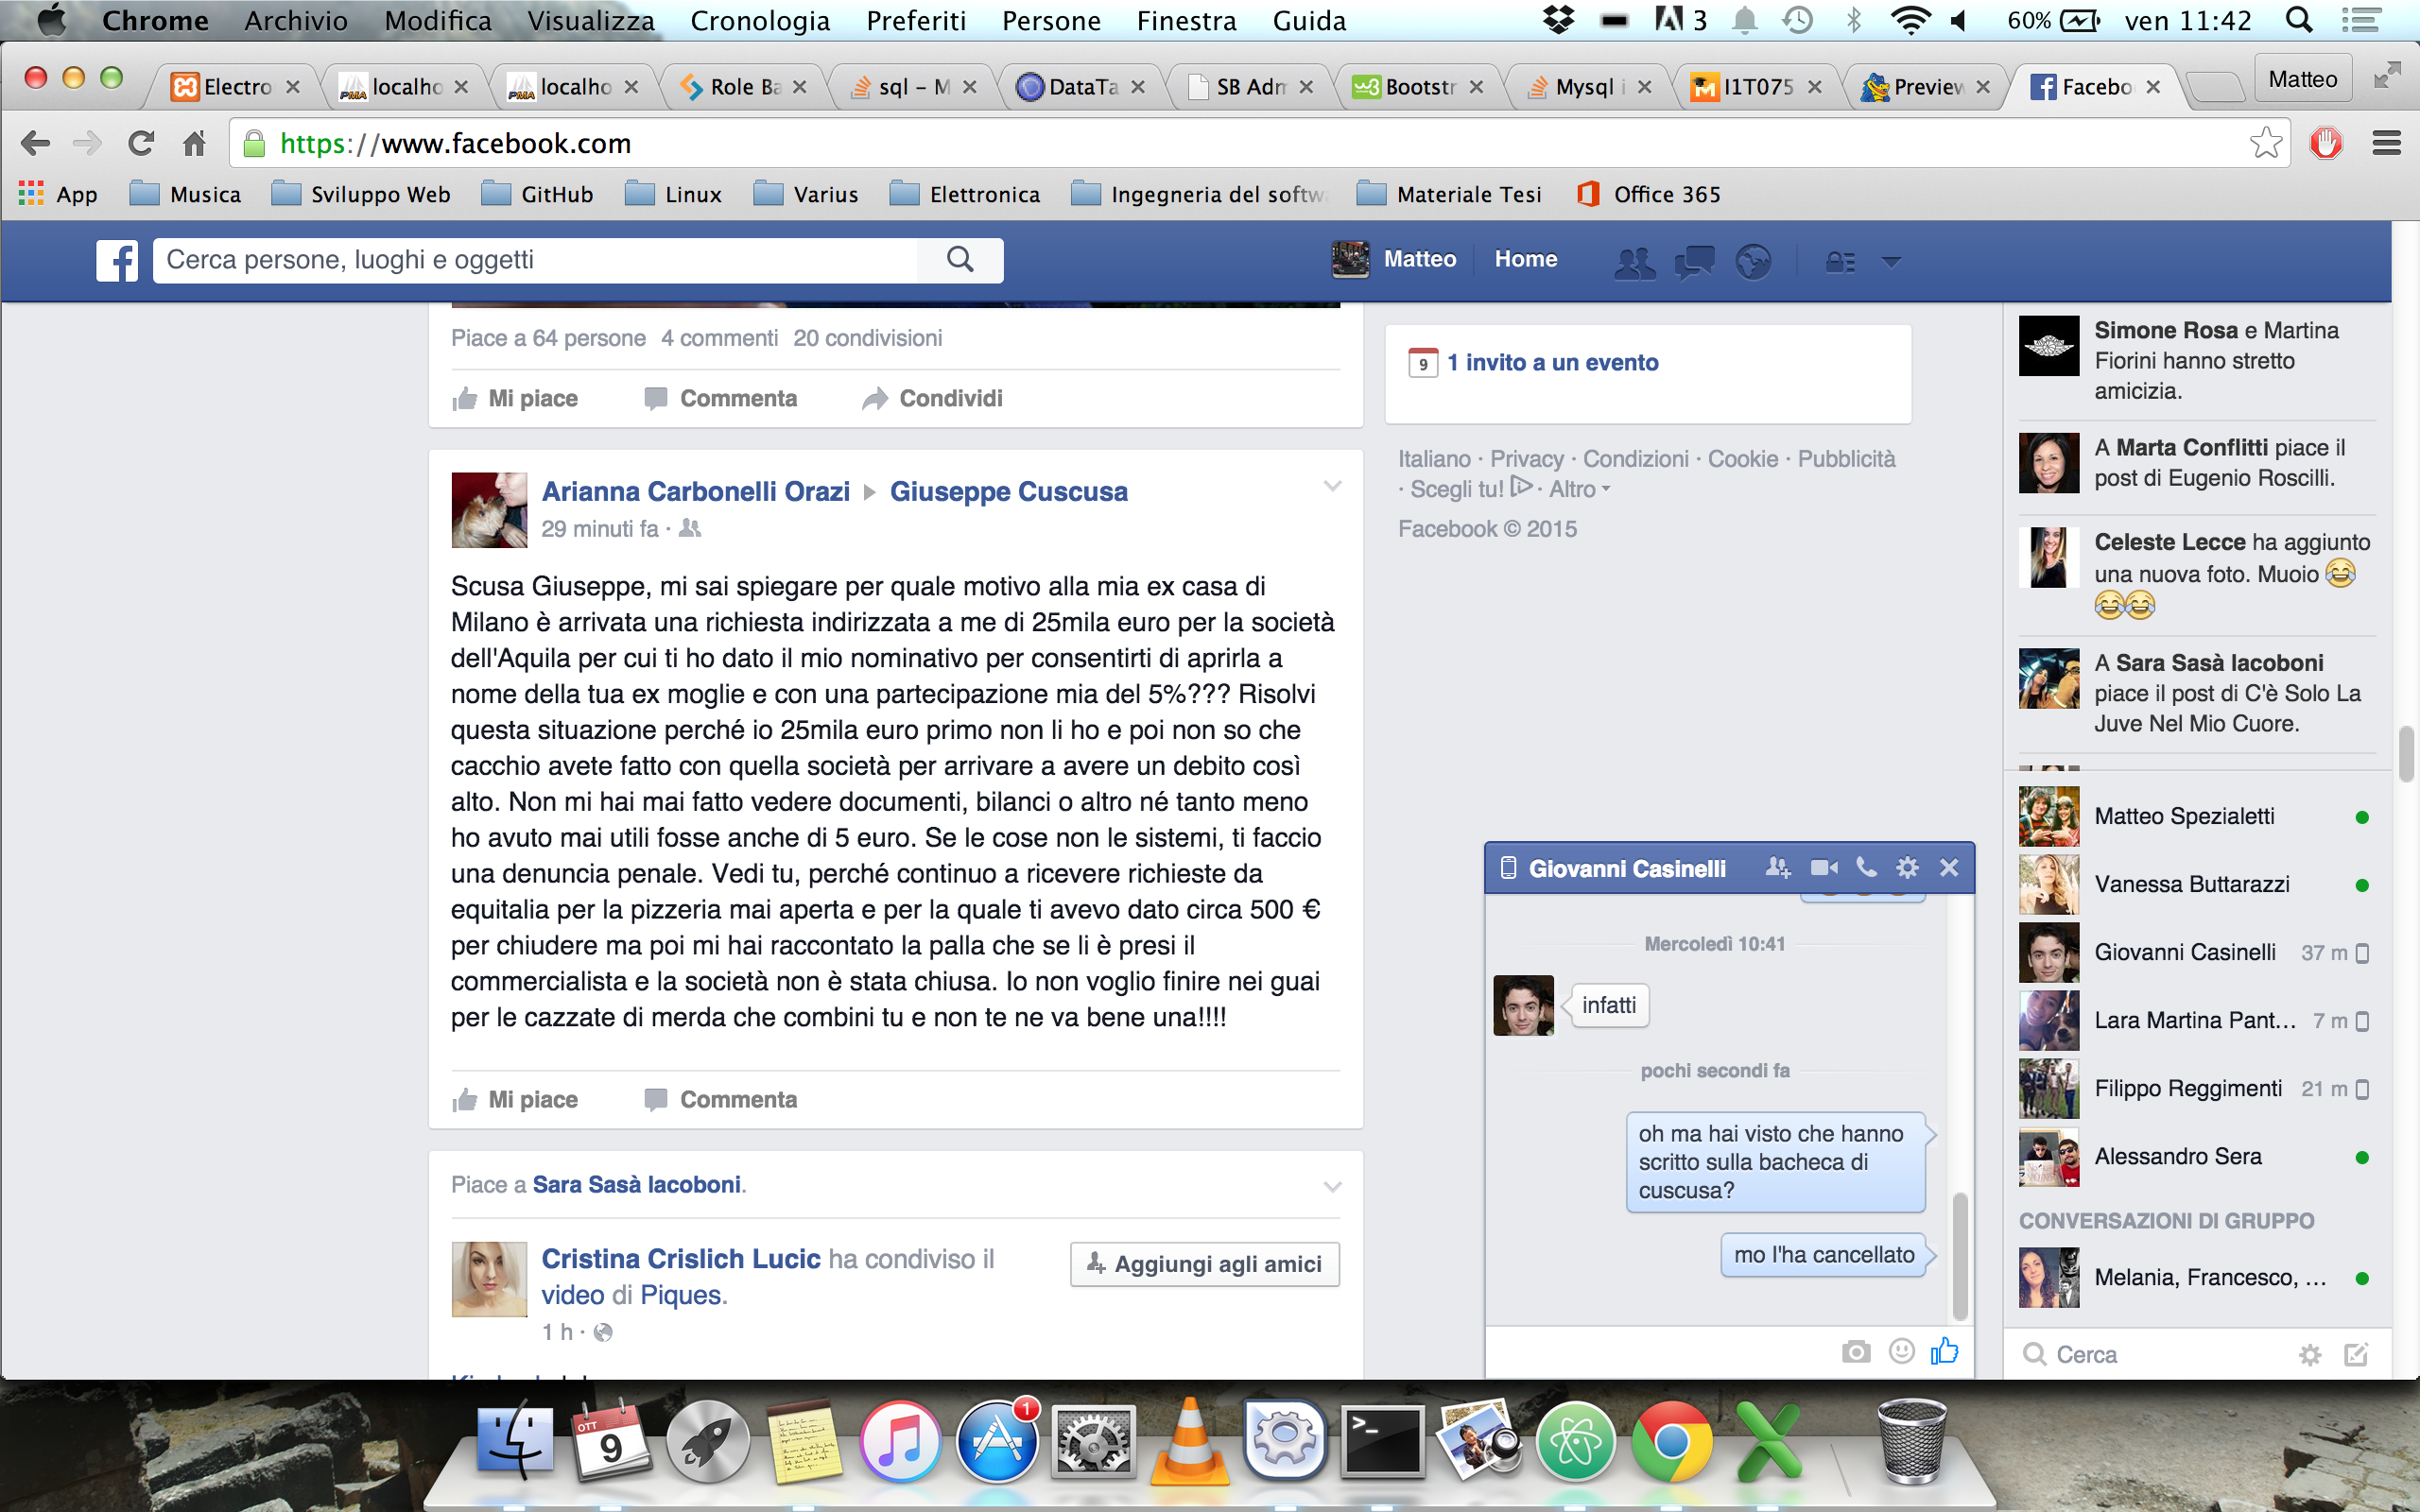 Chrome Archivio Modifica Visualizza Cronologia Preferiti Persone Finestra Guida 3 60% ven 11:42
Electro localho localho Role Ba sql - M DataTa SB Adm Bootstr Mysql i I1T075 Preview Facebo Matteo
https://www.facebook.com
App Musica Sviluppo Web GitHub Linux Varius Elettronica Ingegneria del softw Materiale Tesi Office 365
Cerca persone, luoghi e oggetti
Matteo Home
Piace a 64 persone 4 commenti 20 condivisioni
Mi piace Commenta Condividi
Arianna Carbonelli Orazi Giuseppe Cuscusa
29 minuti fa ·
Scusa Giuseppe, mi sai spiegare per quale motivo alla mia ex casa di
Milano è arrivata una richiesta indirizzata a me di 25mila euro per la società
dell'Aquila per cui ti ho dato il mio nominativo per consentirti di aprirla a
nome della tua ex moglie e con una partecipazione mia del 5%??? Risolvi
questa situazione perché io 25mila euro primo non li ho e poi non so che
cacchio avete fatto con quella società per arrivare a avere un debito così
alto. Non mi hai mai fatto vedere documenti, bilanci o altro né tanto meno
ho avuto mai utili fosse anche di 5 euro. Se le cose non le sistemi, ti faccio
una denuncia penale. Vedi tu, perché continuo a ricevere richieste da
equitalia per la pizzeria mai aperta e per la quale ti avevo dato circa 500 €
per chiudere ma poi mi hai raccontato la palla che se li è presi il
commercialista e la società non è stata chiusa. Io non voglio finire nei guai
per le cazzate di merda che combini tu e non te ne va bene una!!!!
Mi piace Commenta
Piace a Sara Sasà Iacoboni.
Cristina Crislich Lucic ha condiviso il
video di Piques.
1 h ·
Aggiungi agli amici
9 1 invito a un evento
Italiano · Privacy · Condizioni · Cookie · Pubblicità
· Scegli tu! · Altro
Facebook © 2015
Giovanni Casinelli
Mercoledì 10:41
infatti
pochi secondi fa
oh ma hai visto che hanno
scritto sulla bacheca di
cuscusa?
mo l'ha cancellato
Simone Rosa e Martina
Fiorini hanno stretto
amicizia.
A Marta Conflitti piace il
post di Eugenio Roscilli.
Celeste Lecce ha aggiunto
una nuova foto. Muoio 😂
😂😂
A Sara Sasà Iacoboni
piace il post di C'è Solo La
Juve Nel Mio Cuore.
Matteo Spezialetti
Vanessa Buttarazzi
Giovanni Casinelli 37 m
Lara Martina Pant... 7 m
Filippo Reggimenti 21 m
Alessandro Sera
CONVERSAZIONI DI GRUPPO
Melania, Francesco, ...
Cerca
OTT
9
1